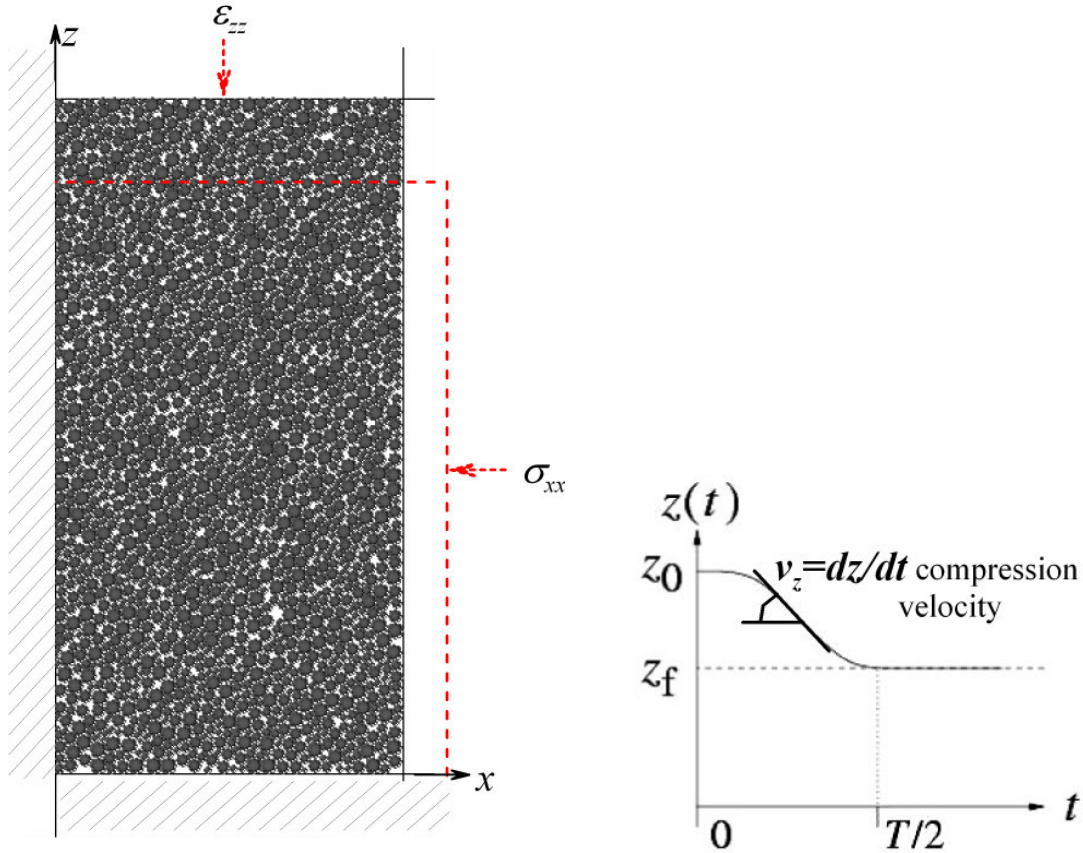 ε_zz
z
σ_xx
x
z(t)
z_0
v_z=dz/dt compression
velocity
z_f
t
0
T/2